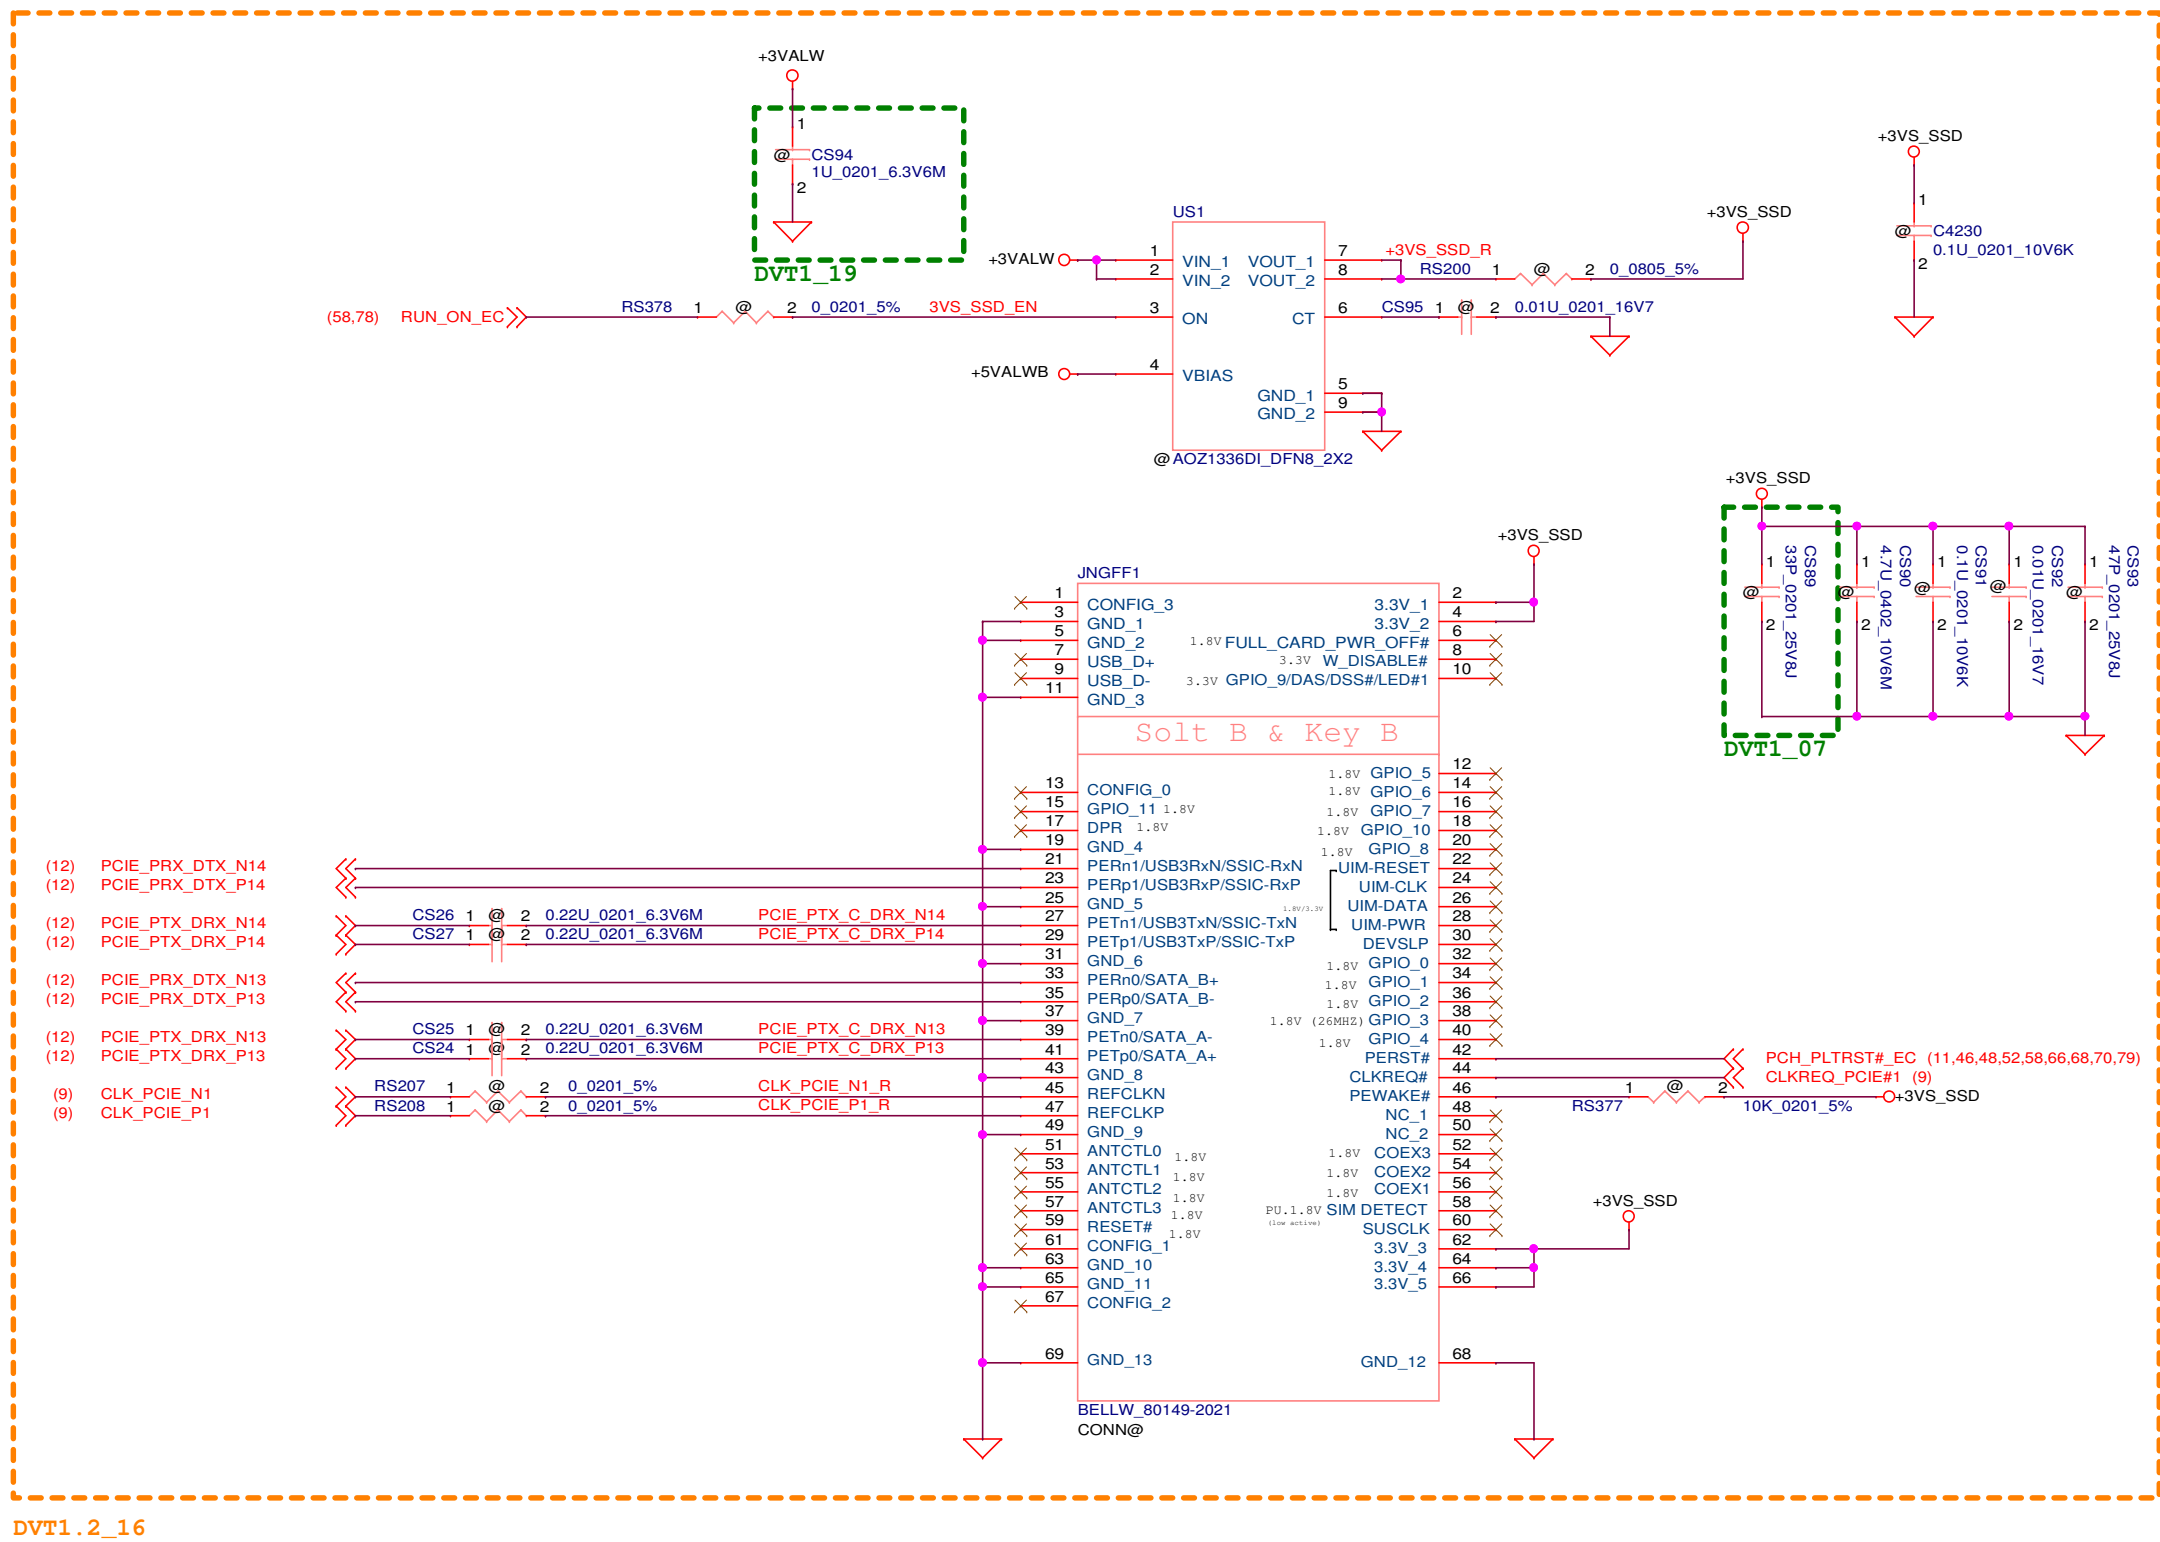 +3VALW
1
@ CS94
1U_0201_6.3V6M
2
DVT1_19
+3VS_SSD
1
@ C4230
0.1U_0201_10V6K
2
US1
+3VS_SSD
+3VALW 1 VIN_1 VOUT_1 7 +3VS_SSD_R
2 VIN_2 VOUT_2 8 RS200 1 @ 2 0_0805_5%
(58,78) RUN_ON_EC RS378 1 @ 2 0_0201_5% 3VS_SSD_EN 3 ON CT 6 CS95 1 @ 2 0.01U_0201_16V7
+5VALWB 4 VBIAS
GND_1 5
GND_2 9
@ AOZ1336DI_DFN8_2X2
+3VS_SSD
1 @ 2 CS89 33P_0201_25V8J
1 @ 2 CS90 4.7U_0402_10V6M
1 @ 2 CS91 0.1U_0201_10V6K
1 @ 2 CS92 0.01U_0201_16V7
1 @ 2 CS93 47P_0201_25V8J
DVT1_07
+3VS_SSD
JNGFF1
1 CONFIG_3 3.3V_1 2
3 GND_1 3.3V_2 4
5 GND_2 1.8V FULL_CARD_PWR_OFF# 6
7 USB_D+ 3.3V W_DISABLE# 8
9 USB_D- 3.3V GPIO_9/DAS/DSS#/LED#1 10
11 GND_3
Solt B & Key B
1.8V GPIO_5 12
13 CONFIG_0 1.8V GPIO_6 14
15 GPIO_11 1.8V 1.8V GPIO_7 16
17 DPR 1.8V 1.8V GPIO_10 18
19 GND_4 1.8V GPIO_8 20
(12) PCIE_PRX_DTX_N14 21 PERn1/USB3RxN/SSIC-RxN UIM-RESET 22
(12) PCIE_PRX_DTX_P14 23 PERp1/USB3RxP/SSIC-RxP UIM-CLK 24
25 GND_5 1.8V/3.3V UIM-DATA 26
(12) PCIE_PTX_DRX_N14 CS26 1 @ 2 0.22U_0201_6.3V6M PCIE_PTX_C_DRX_N14 27 PETn1/USB3TxN/SSIC-TxN UIM-PWR 28
(12) PCIE_PTX_DRX_P14 CS27 1 @ 2 0.22U_0201_6.3V6M PCIE_PTX_C_DRX_P14 29 PETp1/USB3TxP/SSIC-TxP DEVSLP 30
31 GND_6 1.8V GPIO_0 32
(12) PCIE_PRX_DTX_N13 33 PERn0/SATA_B+ 1.8V GPIO_1 34
(12) PCIE_PRX_DTX_P13 35 PERp0/SATA_B- 1.8V GPIO_2 36
37 GND_7 1.8V (26MHZ) GPIO_3 38
(12) PCIE_PTX_DRX_N13 CS25 1 @ 2 0.22U_0201_6.3V6M PCIE_PTX_C_DRX_N13 39 PETn0/SATA_A- 1.8V GPIO_4 40
(12) PCIE_PTX_DRX_P13 CS24 1 @ 2 0.22U_0201_6.3V6M PCIE_PTX_C_DRX_P13 41 PETp0/SATA_A+ PERST# 42 PCH_PLTRST#_EC (11,46,48,52,58,66,68,70,79)
43 GND_8 CLKREQ# 44 CLKREQ_PCIE#1 (9)
(9) CLK_PCIE_N1 RS207 1 @ 2 0_0201_5% CLK_PCIE_N1_R 45 REFCLKN PEWAKE# 46 RS377 1 @ 2 10K_0201_5% +3VS_SSD
(9) CLK_PCIE_P1 RS208 1 @ 2 0_0201_5% CLK_PCIE_P1_R 47 REFCLKP NC_1 48
49 GND_9 NC_2 50
51 ANTCTL0 1.8V 1.8V COEX3 52
53 ANTCTL1 1.8V 1.8V COEX2 54
55 ANTCTL2 1.8V 1.8V COEX1 56
57 ANTCTL3 1.8V PU.1.8V SIM DETECT 58
(low active)
59 RESET# 1.8V SUSCLK 60
+3VS_SSD
61 CONFIG_1 3.3V_3 62
63 GND_10 3.3V_4 64
65 GND_11 3.3V_5 66
67 CONFIG_2
69 GND_13 GND_12 68
BELLW_80149-2021
CONN@
DVT1.2_16